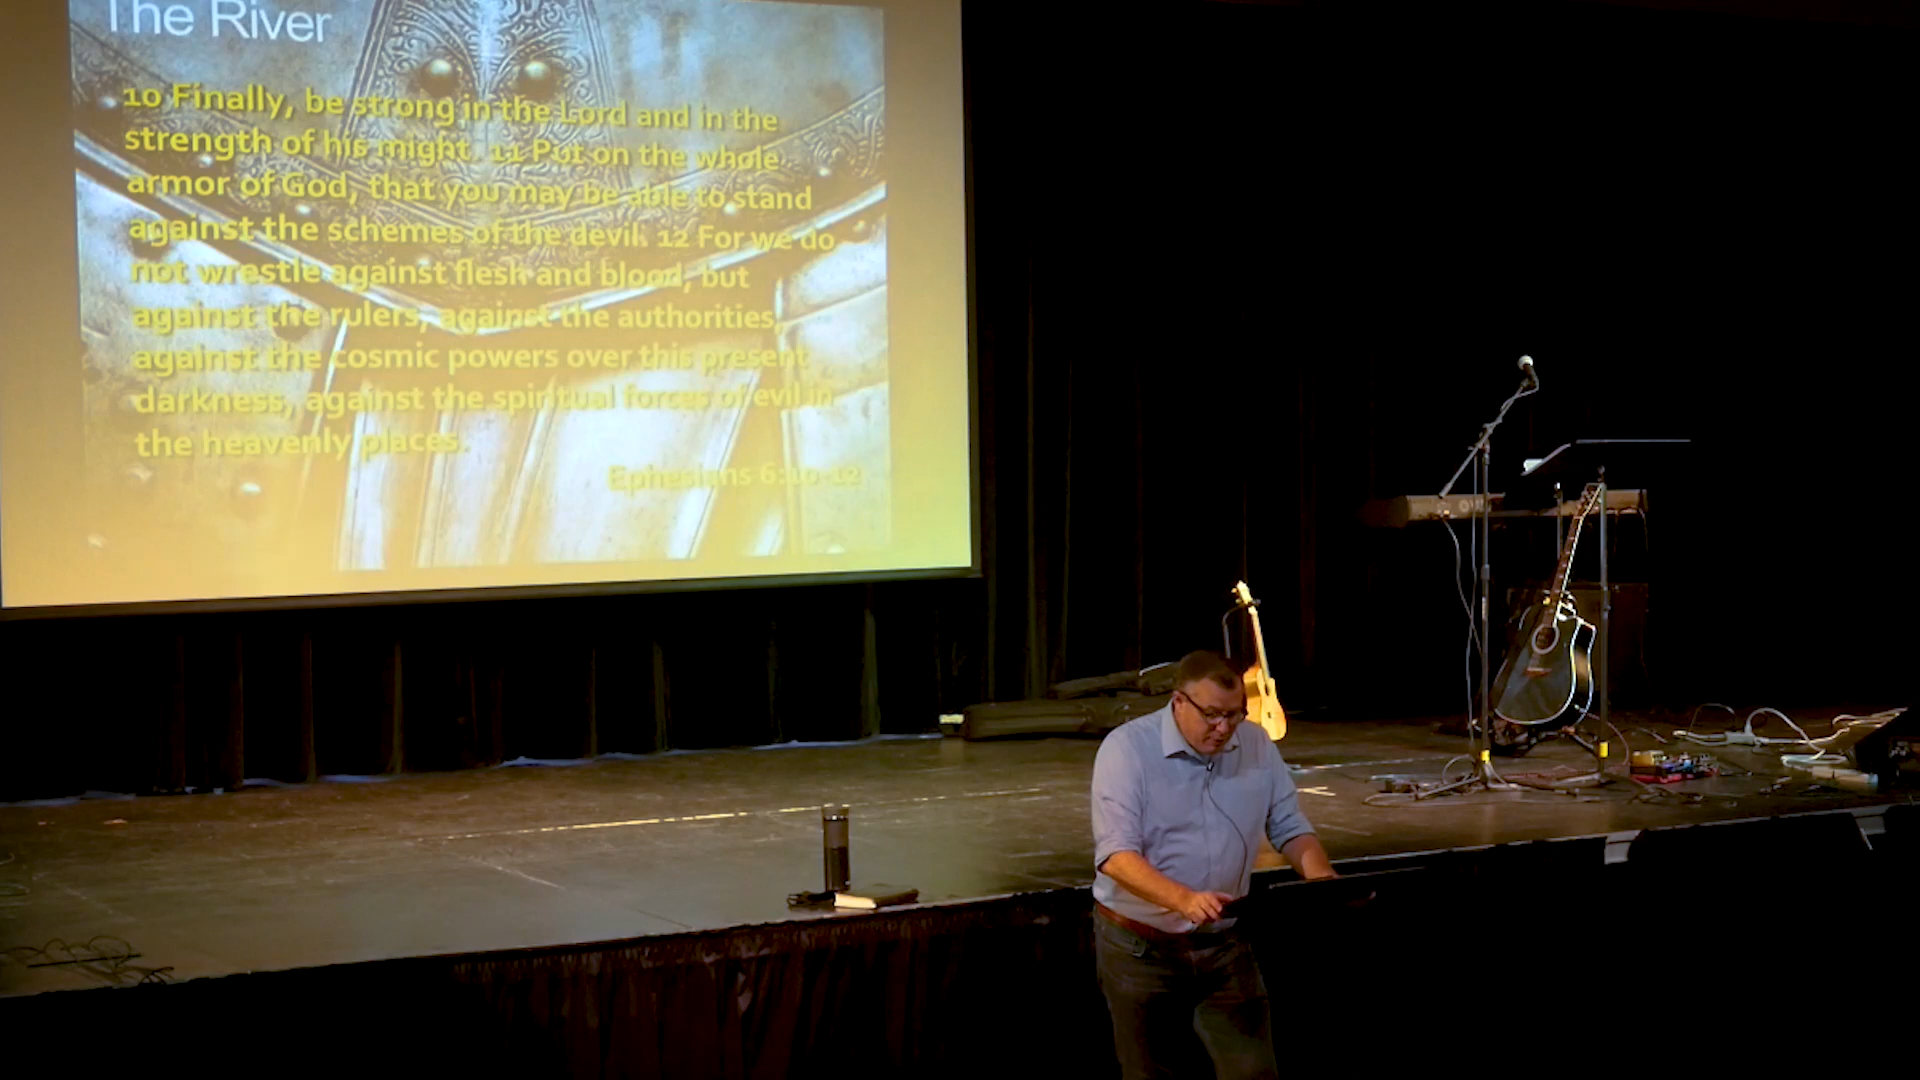 The River
10 Finally, be strong in the Lord and in the
strength of his might. 11 Put on the whole
armor of God, that you may be able to stand
against the schemes of the devil. 12 For we do
not wrestle against flesh and blood, but
against the rulers, against the authorities,
against the cosmic powers over this present
darkness, against the spiritual forces of evil in
the heavenly places.
Ephesians 6:10-12